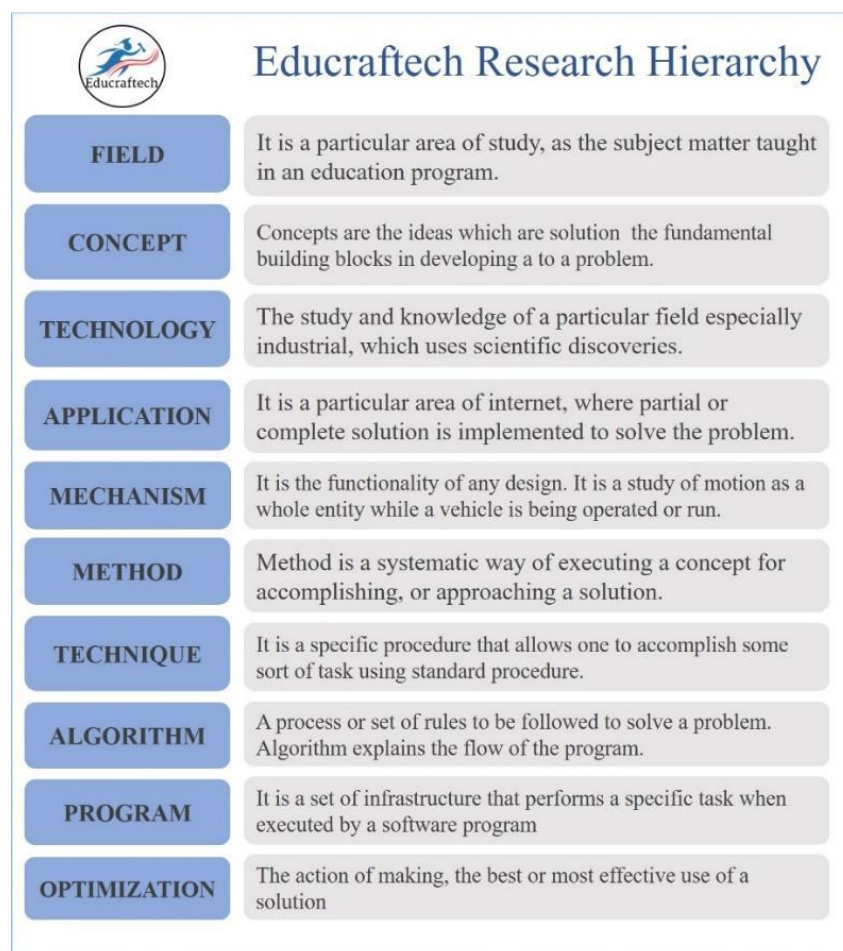 Educraftech
Educraftech Research Hierarchy
FIELD
It is a particular area of study, as the subject matter taught
in an education program.
CONCEPT
Concepts are the ideas which are solution the fundamental
building blocks in developing a to a problem.
TECHNOLOGY
The study and knowledge of a particular field especially
industrial, which uses scientific discoveries.
APPLICATION
It is a particular area of internet, where partial or
complete solution is implemented to solve the problem.
MECHANISM
It is the functionality of any design. It is a study of motion as a
whole entity while a vehicle is being operated or run.
METHOD
Method is a systematic way of executing a concept for
accomplishing, or approaching a solution.
TECHNIQUE
It is a specific procedure that allows one to accomplish some
sort of task using standard procedure.
ALGORITHM
A process or set of rules to be followed to solve a problem.
Algorithm explains the flow of the program.
PROGRAM
It is a set of infrastructure that performs a specific task when
executed by a software program
OPTIMIZATION
The action of making, the best or most effective use of a
solution